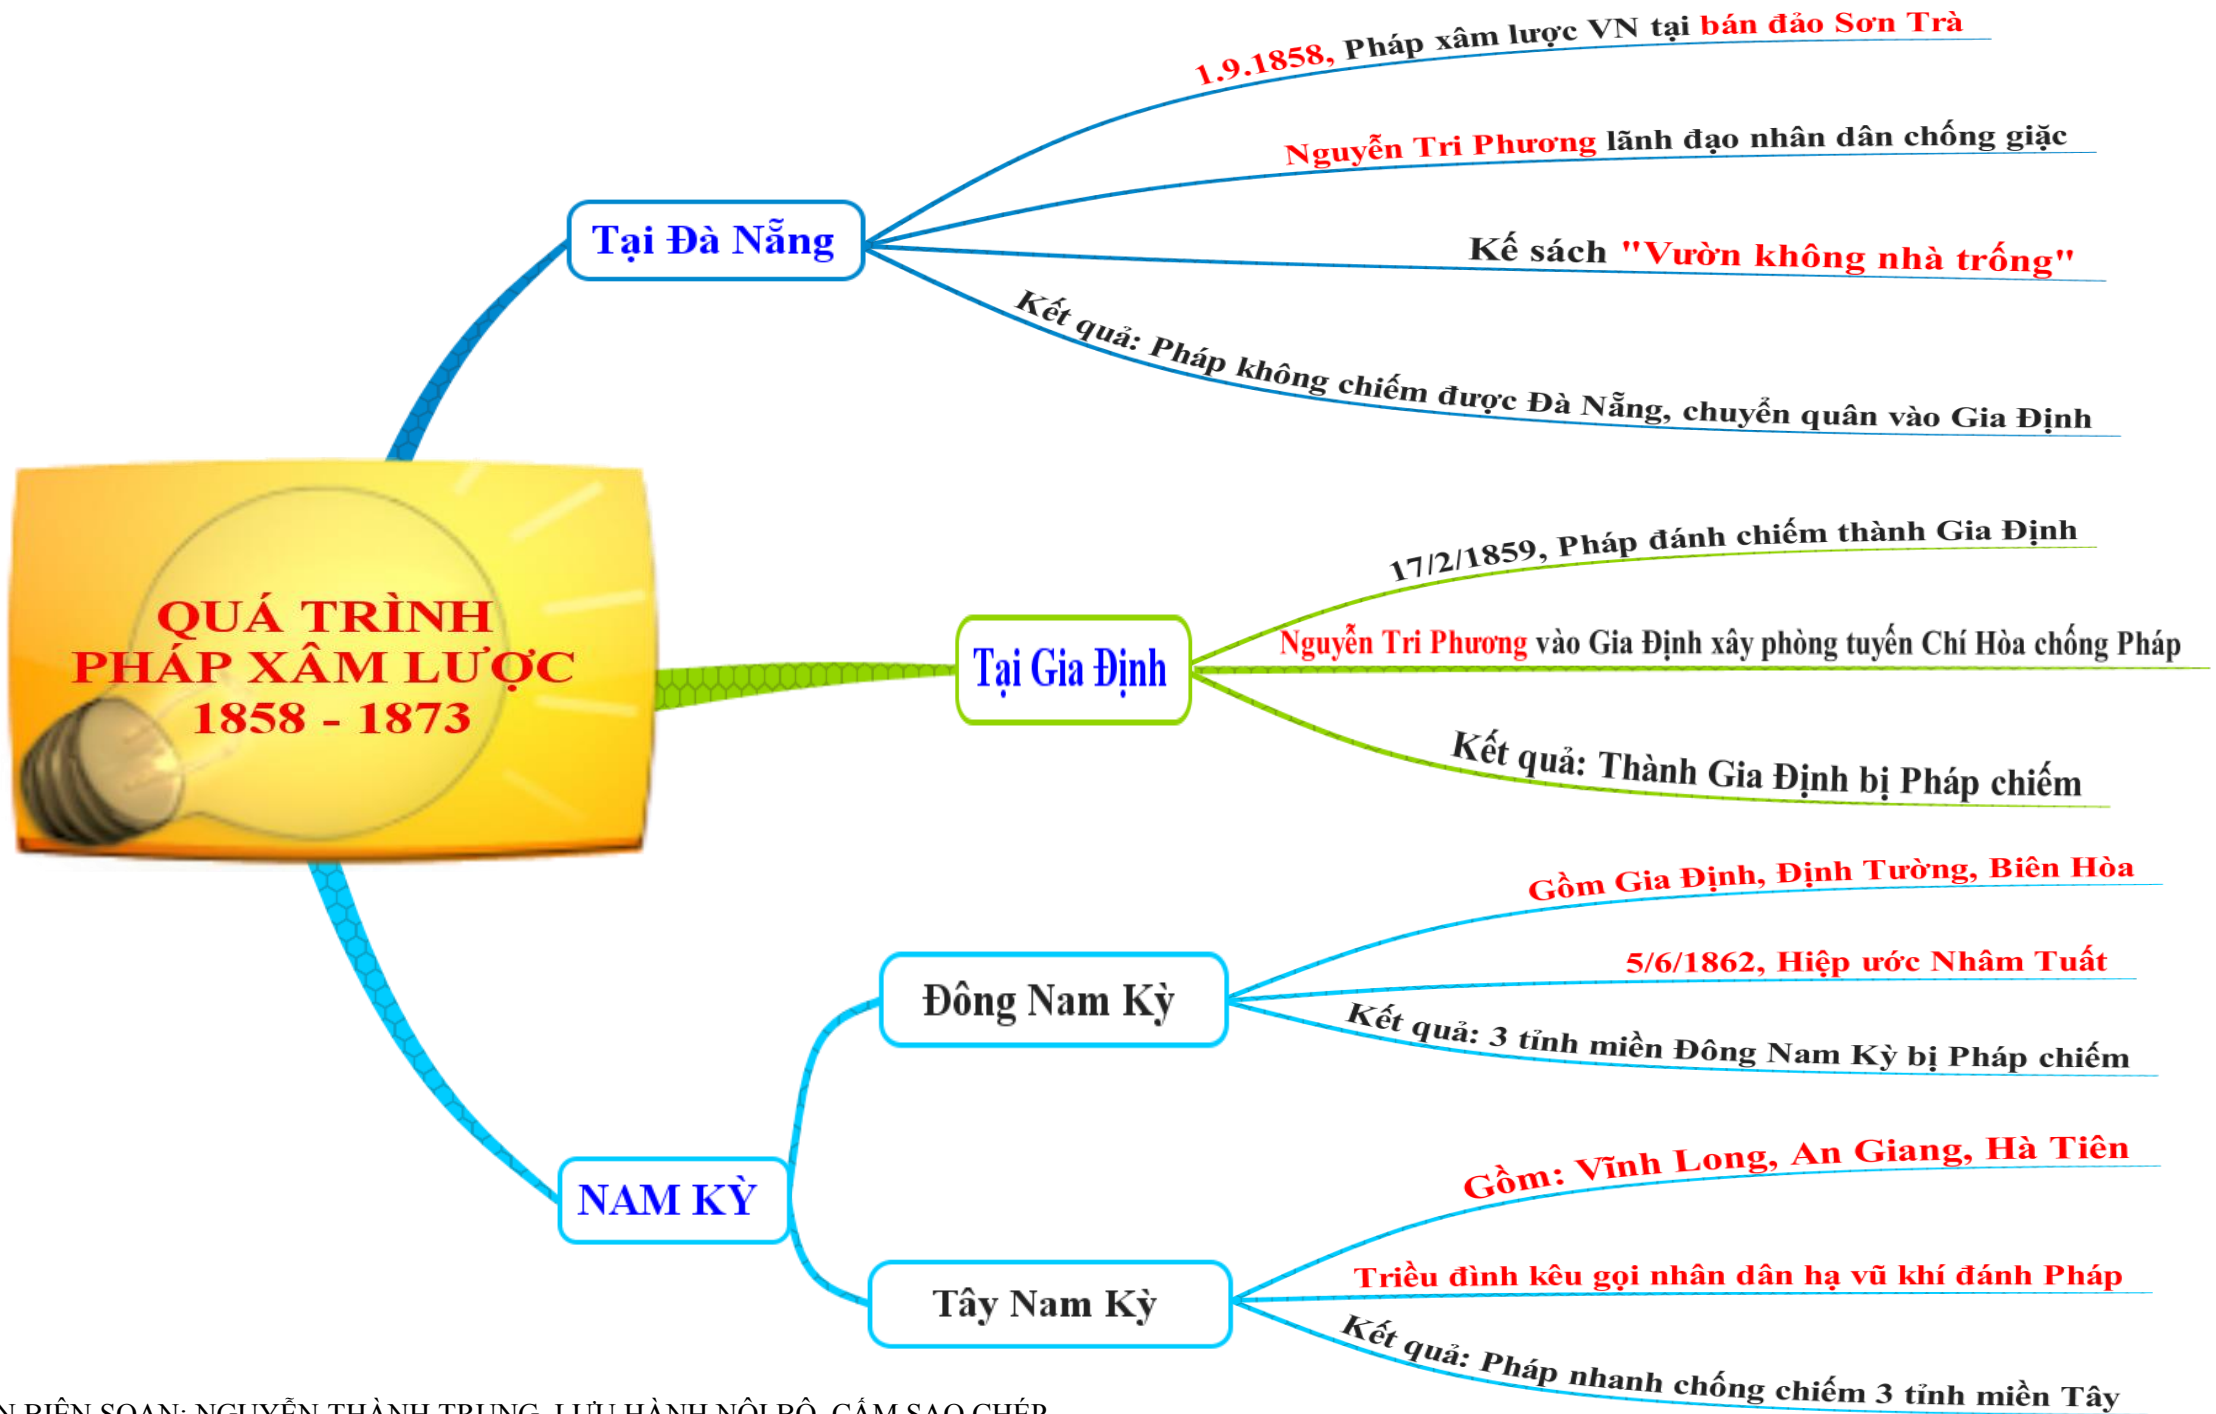 QUÁ TRÌNH
PHÁP XÂM LƯỢC
1858 - 1873
Tại Đà Nẵng
1.9.1858, Pháp xâm lược VN tại bán đảo Sơn Trà
Nguyễn Tri Phương lãnh đạo nhân dân chống giặc
Kế sách "Vườn không nhà trống"
Kết quả: Pháp không chiếm được Đà Nẵng, chuyển quân vào Gia Định
Tại Gia Định
17/2/1859, Pháp đánh chiếm thành Gia Định
Nguyễn Tri Phương vào Gia Định xây phòng tuyến Chí Hòa chống Pháp
Kết quả: Thành Gia Định bị Pháp chiếm
NAM KỲ
Đông Nam Kỳ
Gồm Gia Định, Định Tường, Biên Hòa
5/6/1862, Hiệp ước Nhâm Tuất
Kết quả: 3 tỉnh miền Đông Nam Kỳ bị Pháp chiếm
Tây Nam Kỳ
Gồm: Vĩnh Long, An Giang, Hà Tiên
Triều đình kêu gọi nhân dân hạ vũ khí đánh Pháp
Kết quả: Pháp nhanh chống chiếm 3 tỉnh miền Tây
BIÊN SOẠN: NGUYỄN THÀNH TRUNG. LƯU HÀNH NỘI BỘ. CẤM SAO CHÉP